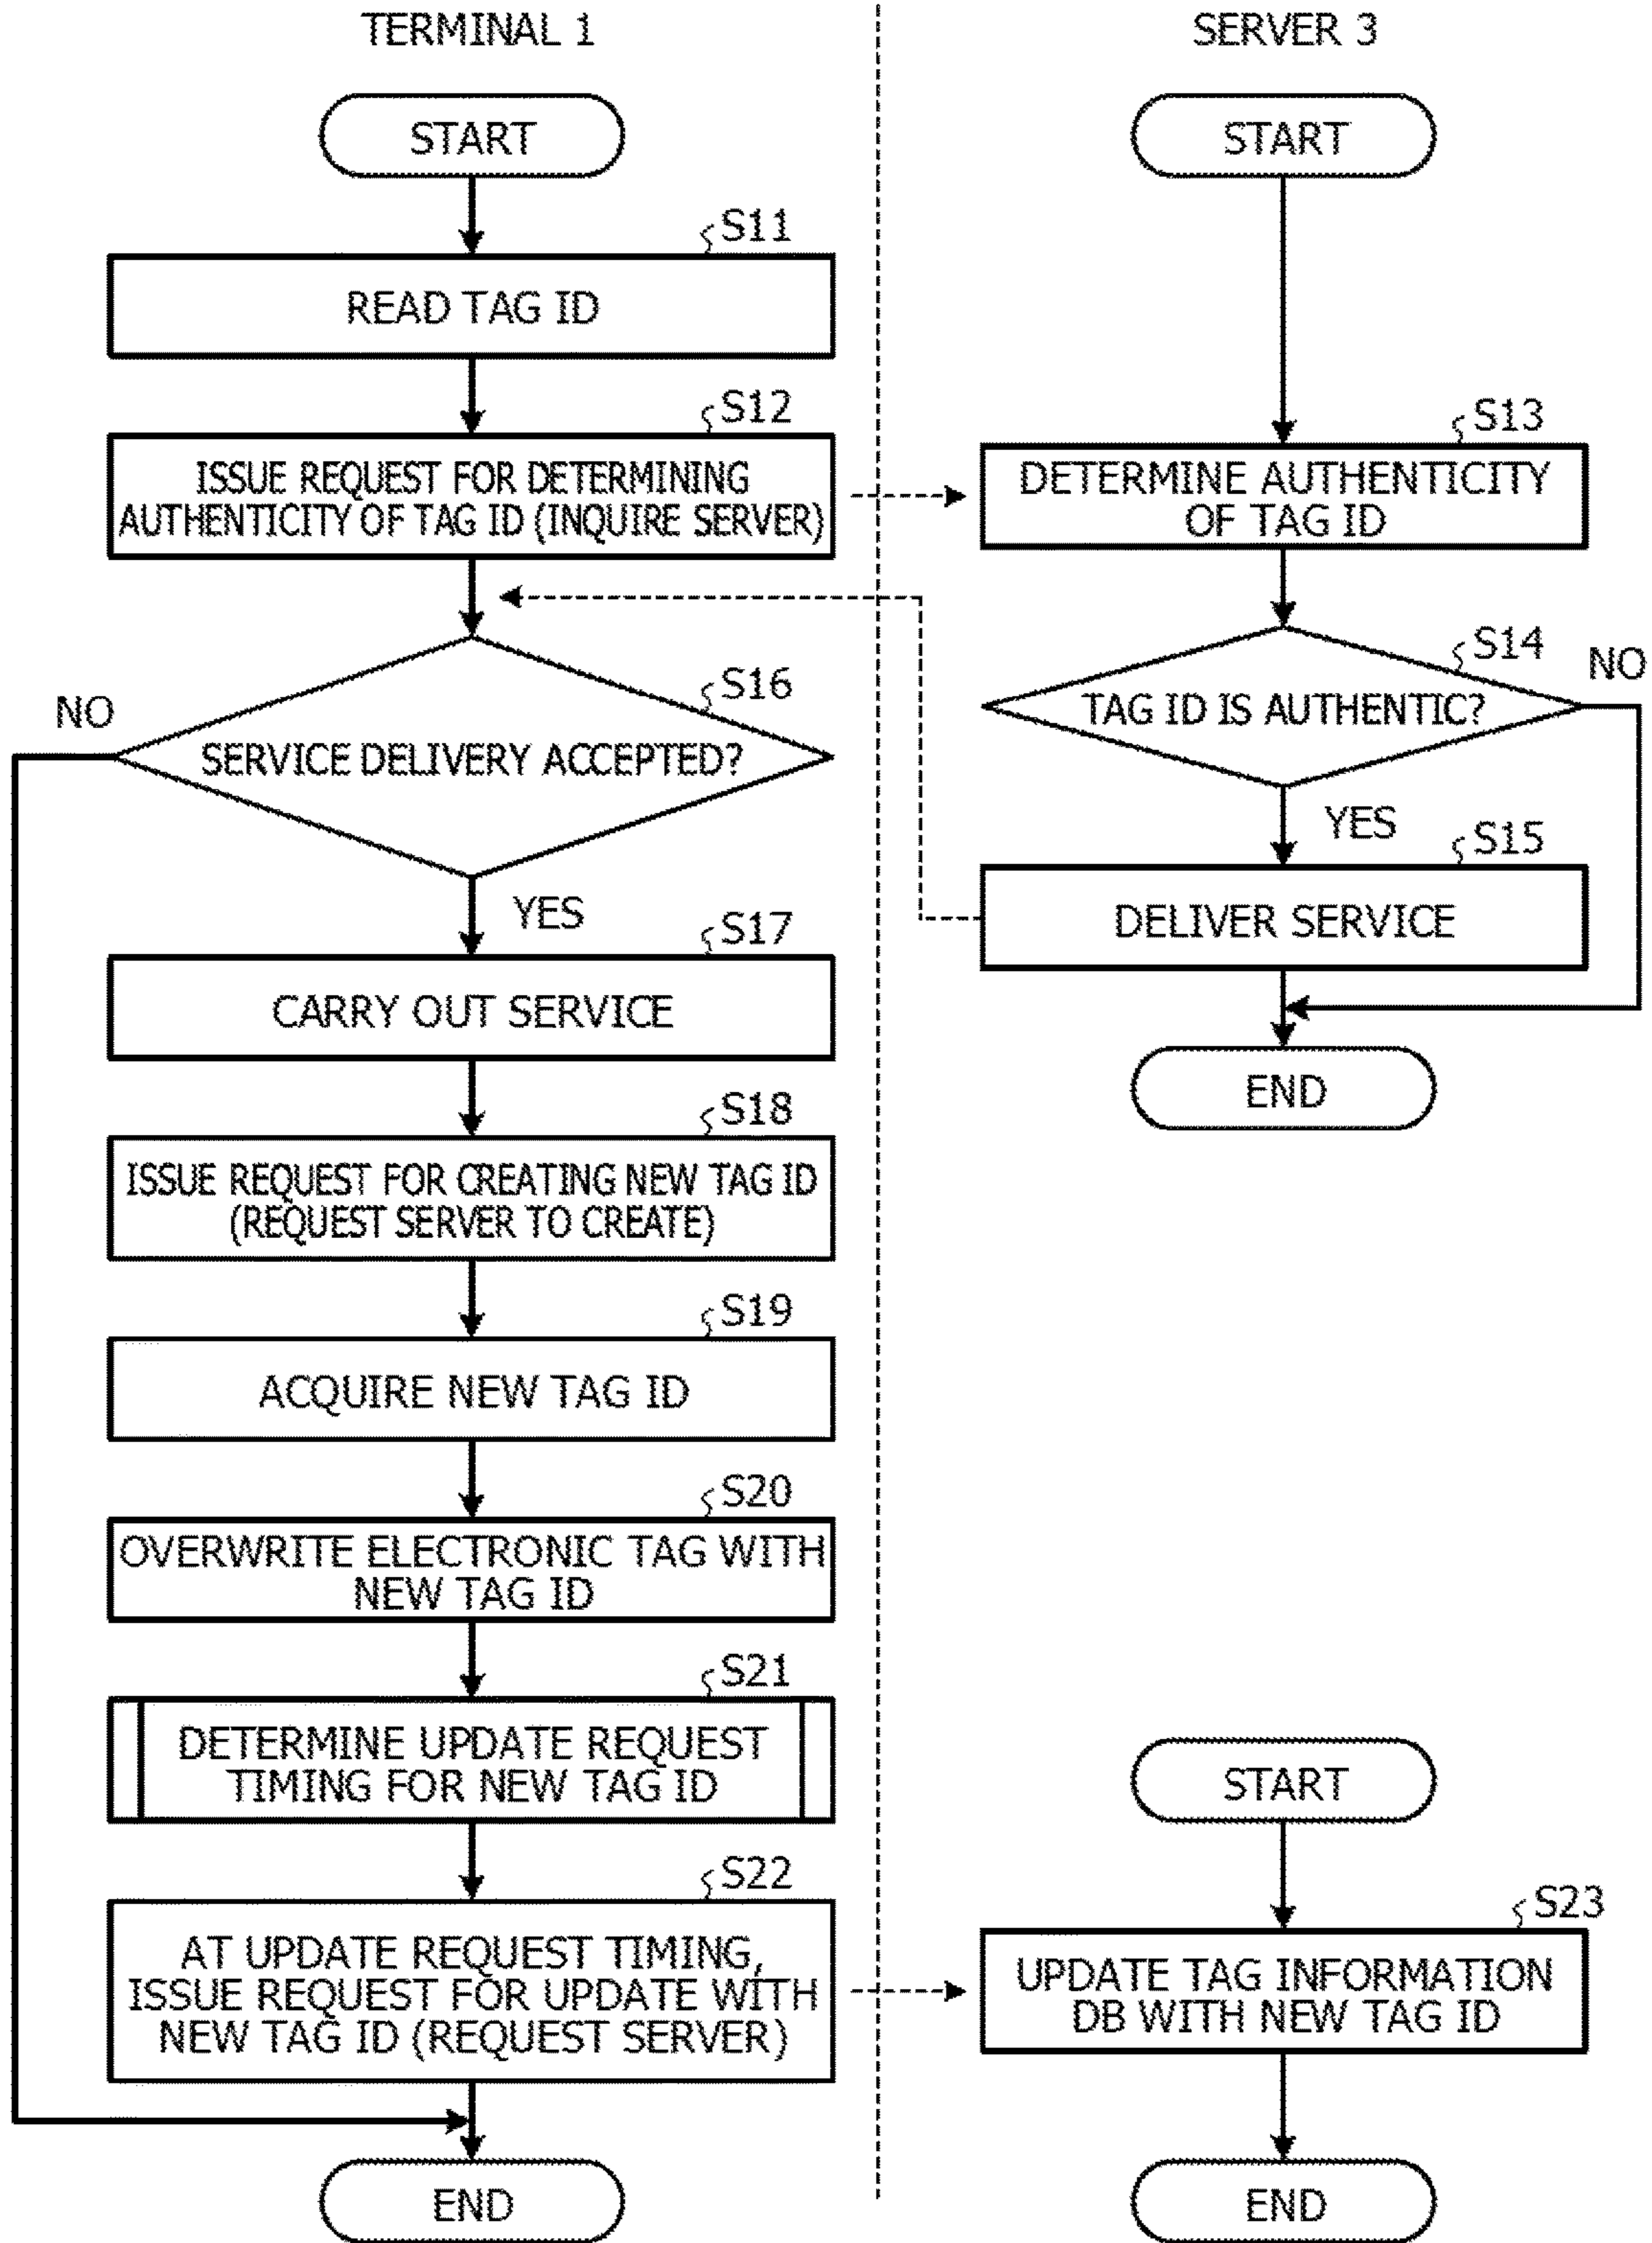 TERMINAL 1
SERVER 3
START
START
S11
READ TAG ID
S12
ISSUE REQUEST FOR DETERMINING
AUTHENTICITY OF TAG ID (INQUIRE SERVER)
S13
DETERMINE AUTHENTICITY
OF TAG ID
S14
NO
TAG ID IS AUTHENTIC?
YES
S15
DELIVER SERVICE
END
S16
NO
SERVICE DELIVERY ACCEPTED?
YES
S17
CARRY OUT SERVICE
S18
ISSUE REQUEST FOR CREATING NEW TAG ID
(REQUEST SERVER TO CREATE)
S19
ACQUIRE NEW TAG ID
S20
OVERWRITE ELECTRONIC TAG WITH
NEW TAG ID
S21
DETERMINE UPDATE REQUEST
TIMING FOR NEW TAG ID
S22
AT UPDATE REQUEST TIMING,
ISSUE REQUEST FOR UPDATE WITH
NEW TAG ID (REQUEST SERVER)
END
START
S23
UPDATE TAG INFORMATION
DB WITH NEW TAG ID
END